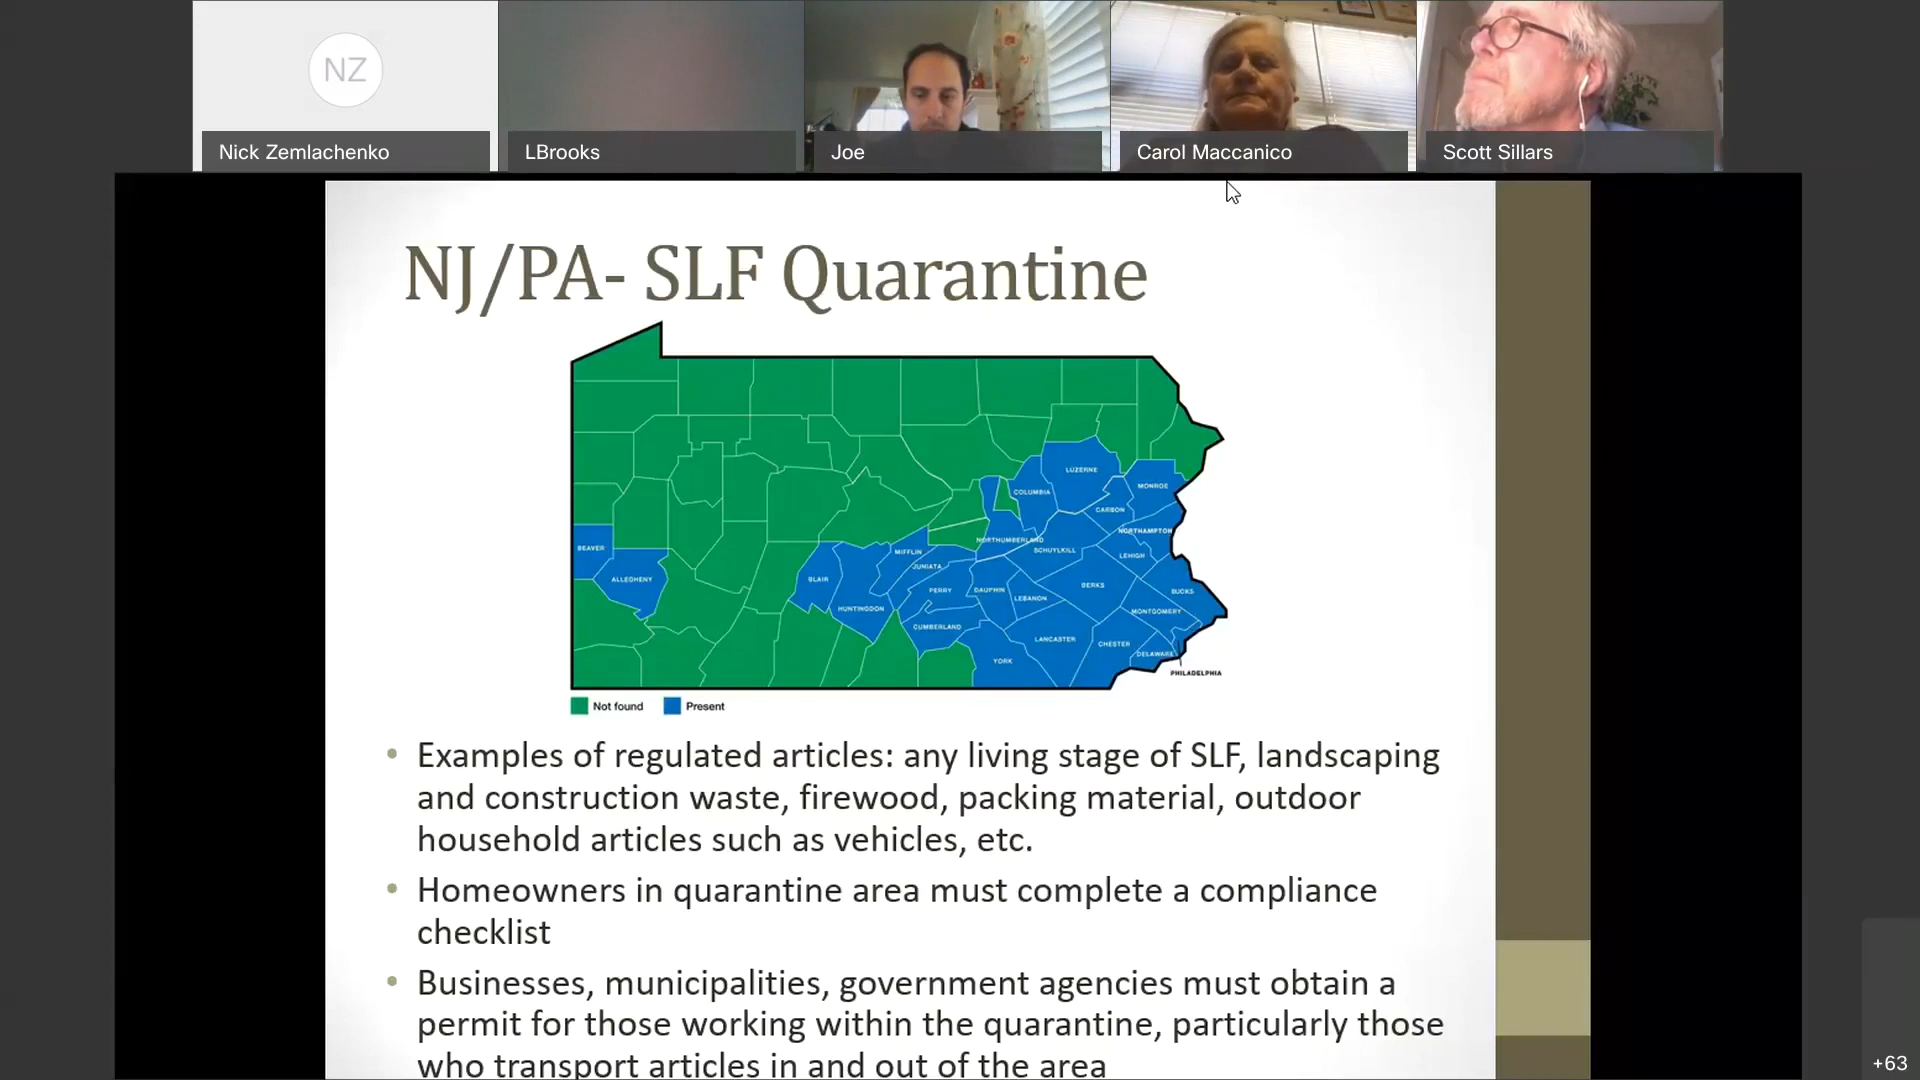 NZ
Nick Zemlachenko
LBrooks
Joe
Carol Maccanico
Scott Sillars
NJ/PA- SLF Quarantine
LUZERNE
COLUMBIA
MONROE
CARBON
NORTHAMPTON
NORTHUMBERLAND
SCHUYLKILL
LEHIGH
BEAVER
MIFFLIN
ALLEGHENY
BLAIR
JUNIATA
PERRY
DAUPHIN
LEBANON
BERKS
BUCKS
HUNTINGDON
MONTGOMERY
CUMBERLAND
LANCASTER
CHESTER
DELAWARE
YORK
PHILADELPHIA
Not found
Present
• Examples of regulated articles: any living stage of SLF, landscaping
and construction waste, firewood, packing material, outdoor
household articles such as vehicles, etc.
• Homeowners in quarantine area must complete a compliance
checklist
• Businesses, municipalities, government agencies must obtain a
permit for those working within the quarantine, particularly those
who transport articles in and out of the area
+63